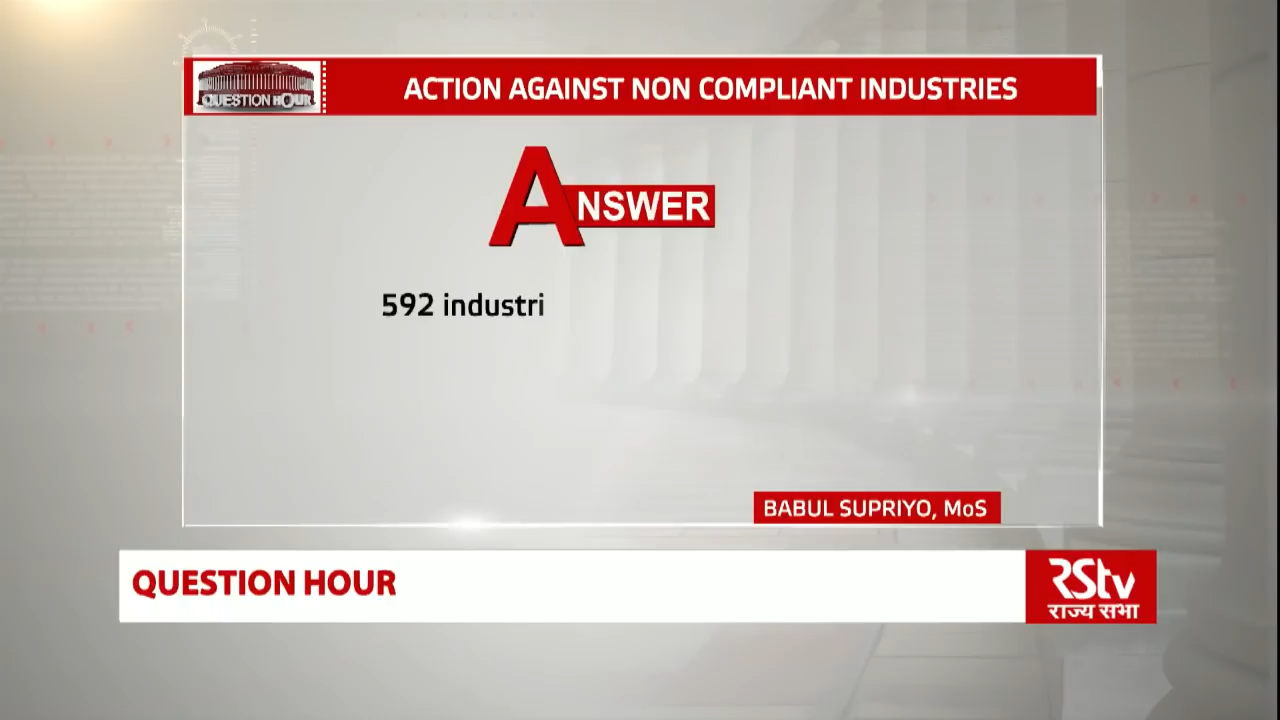 QUESTION HOUR
ACTION AGAINST NON COMPLIANT INDUSTRIES
ANSWER
592 industri
BABUL SUPRIYO, MoS
QUESTION HOUR
RStv
राज्य सभा